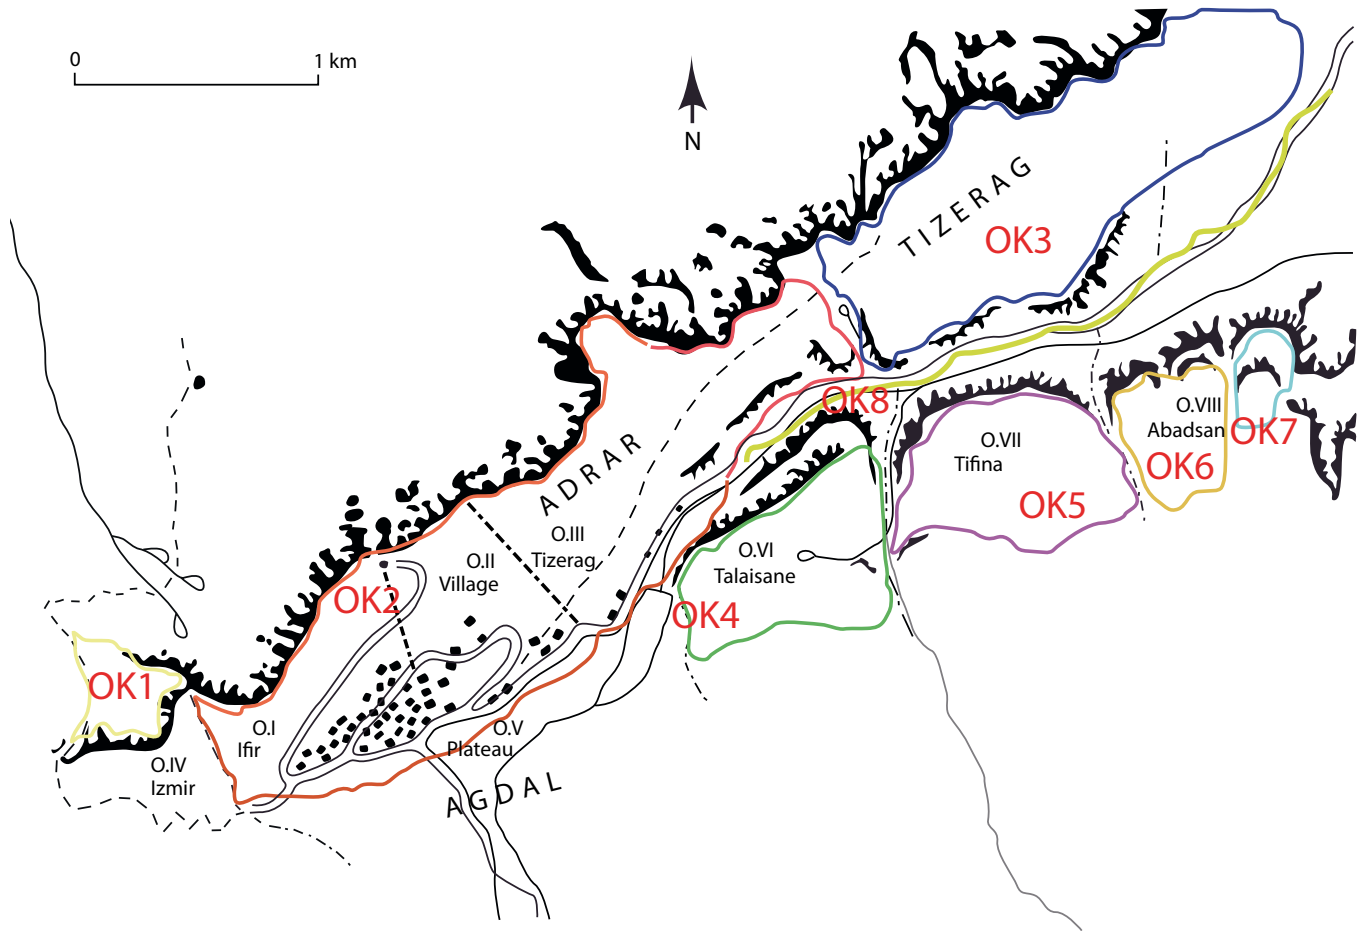 0
1 km
N
TIZERAG
OK3
OK8
O.VIII
Abadsan
OK7
OK6
O.VII
Tifina
OK5
ADRAR
O.III
Tizerag
O.II
Village
O.VI
Talaisane
OK4
OK2
OK1
O.I
Ifir
O.V
Plateau
O.IV
Izmir
AGDAL